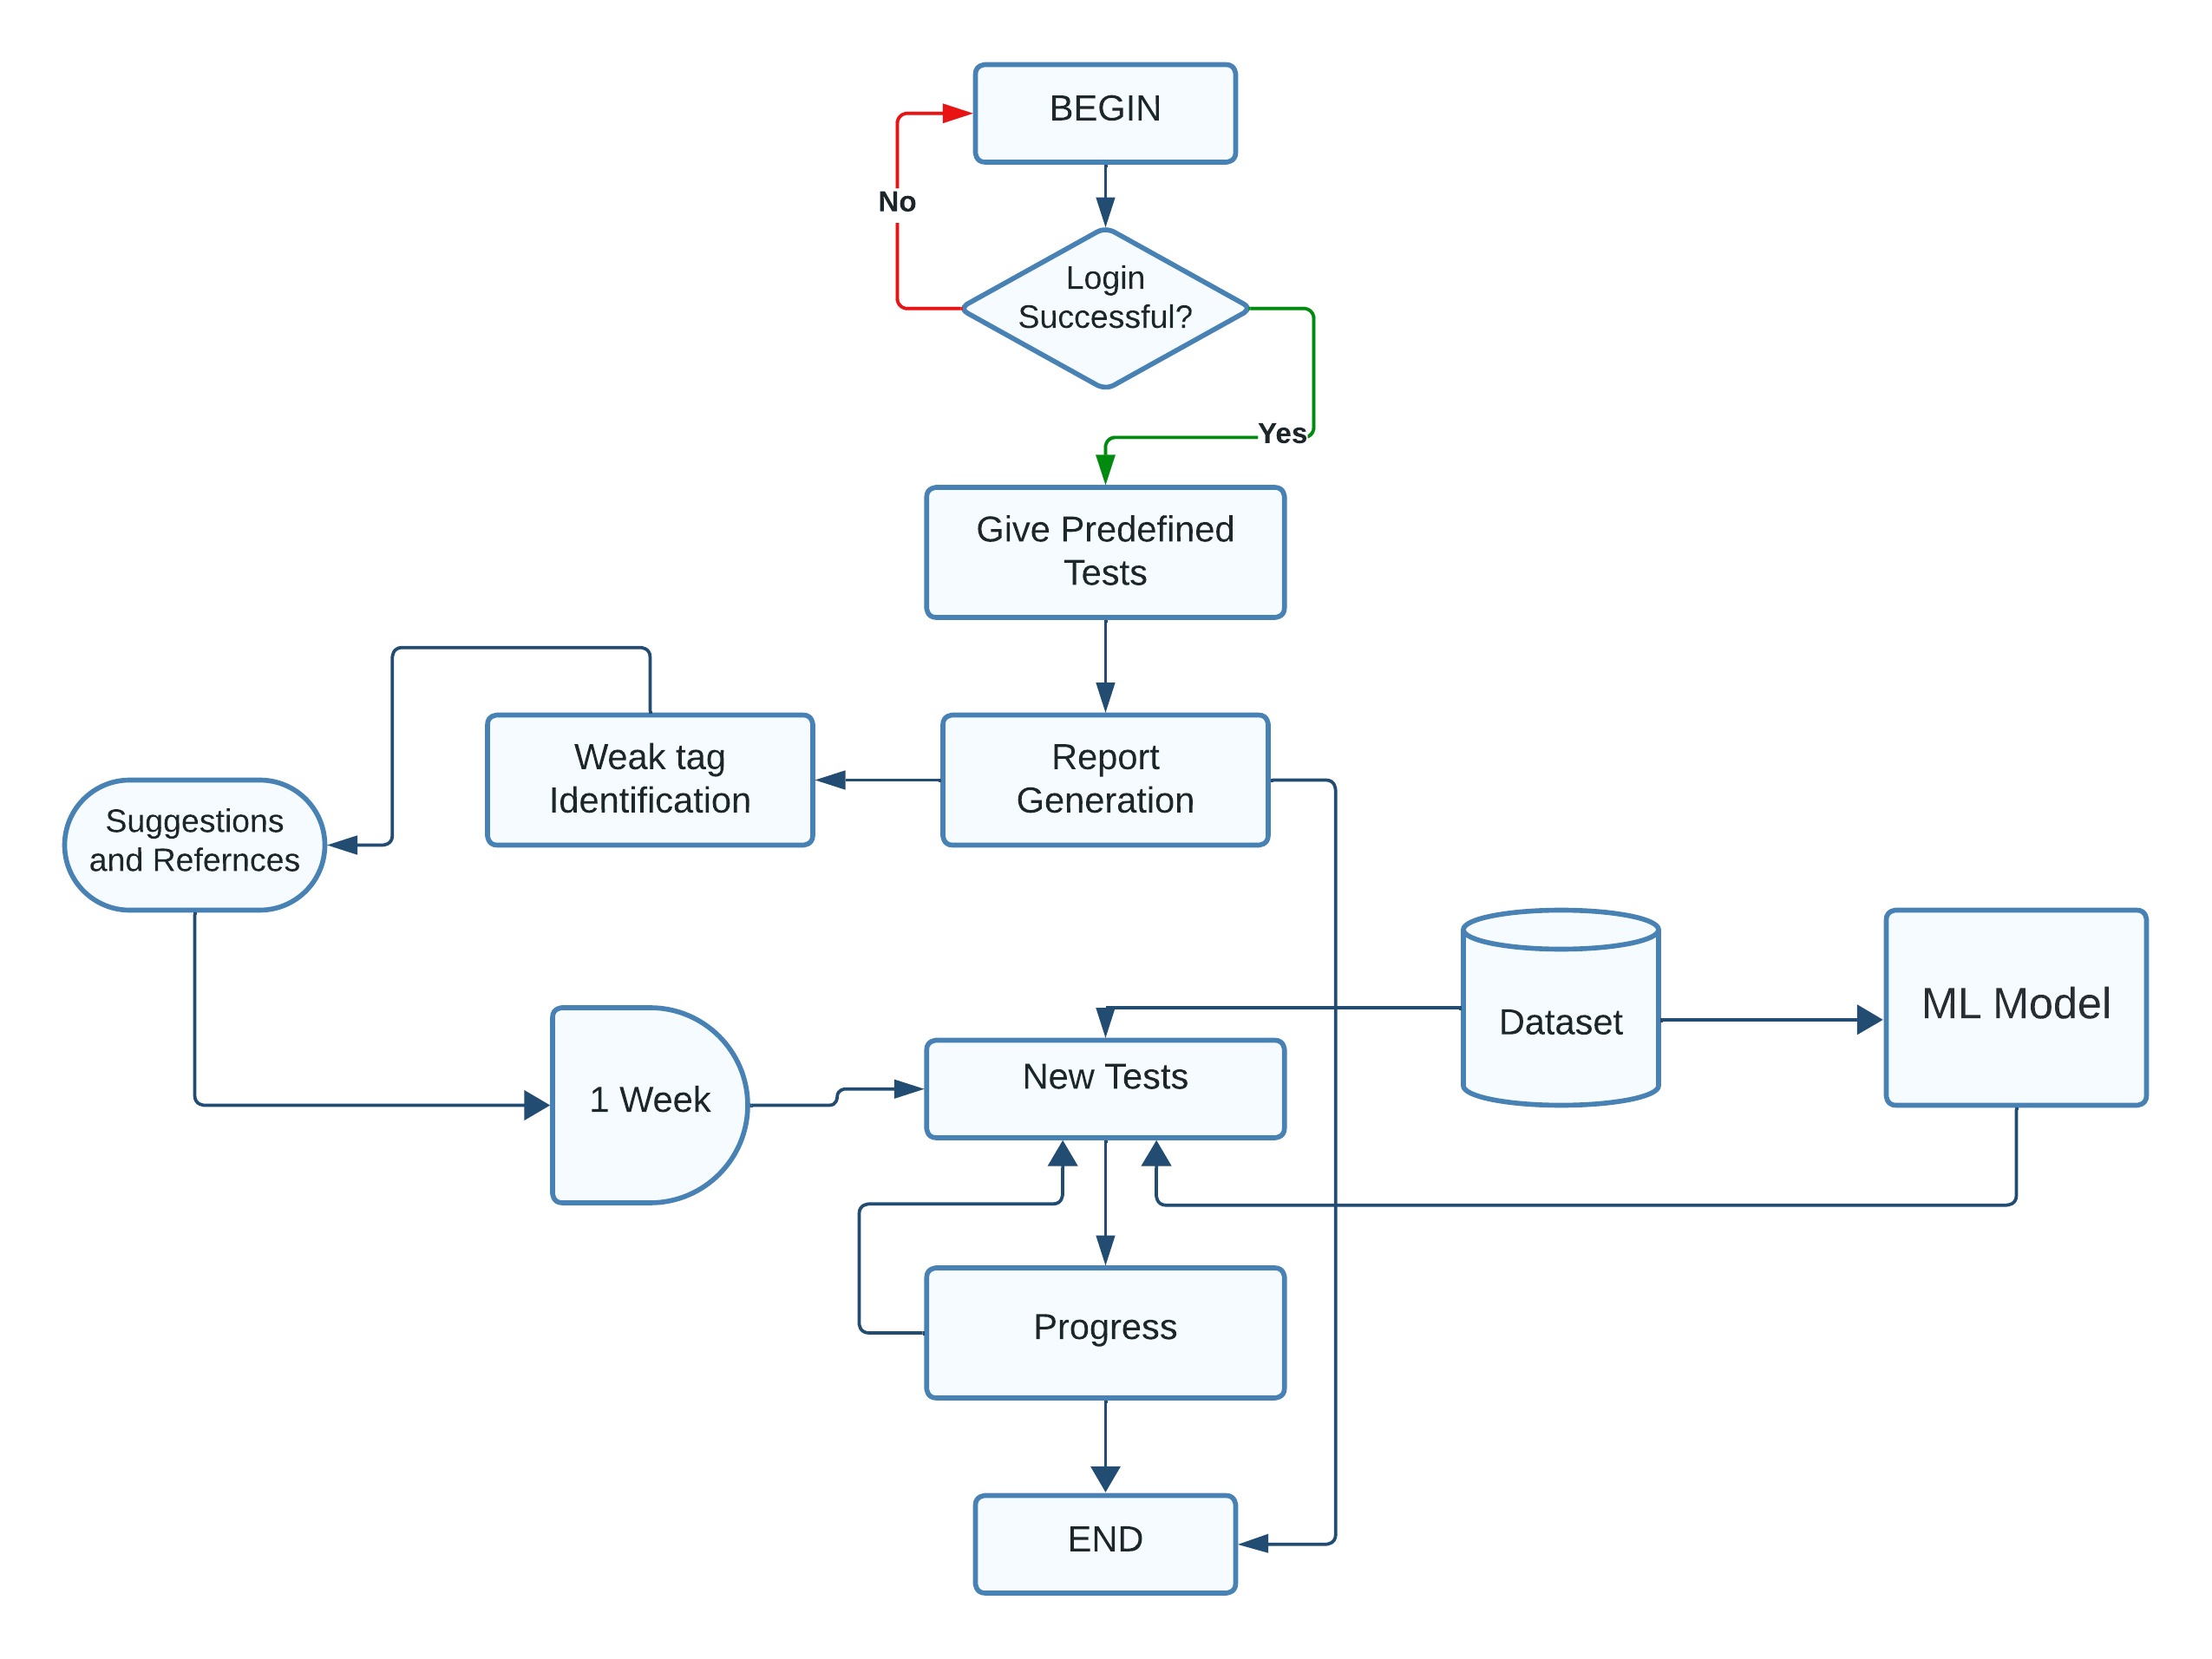 BEGIN
No
Login
Successful?
Yes
Give Predefined
Tests
Weak tag
Identification
Report
Generation
Suggestions
and Refernces
Dataset
ML Model
1 Week
New Tests
Progress
END